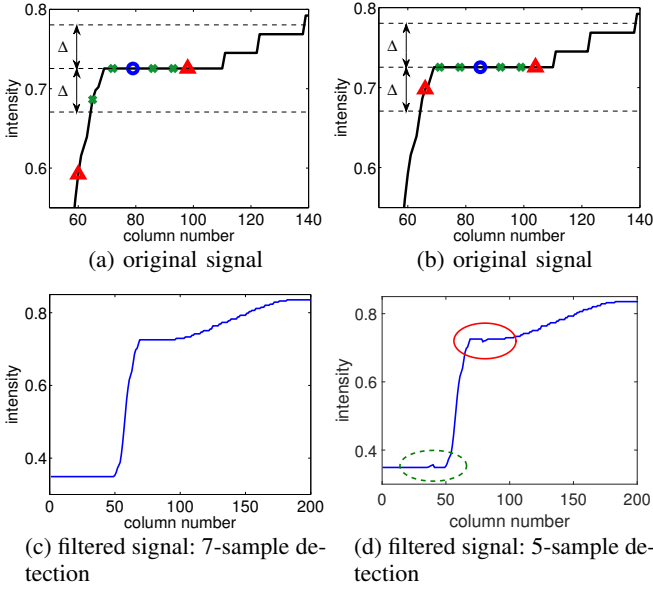 0.8
0.7
0.6
Δ
Δ
intensity
60 80 100 120 140
column number
(a) original signal
0.8
0.7
0.6
Δ
Δ
intensity
60 80 100 120 140
column number
(b) original signal
0.8
0.6
0.4
intensity
0 50 100 150 200
column number
(c) filtered signal: 7-sample de-
tection
0.8
0.6
0.4
intensity
0 50 100 150 200
column number
(d) filtered signal: 5-sample de-
tection